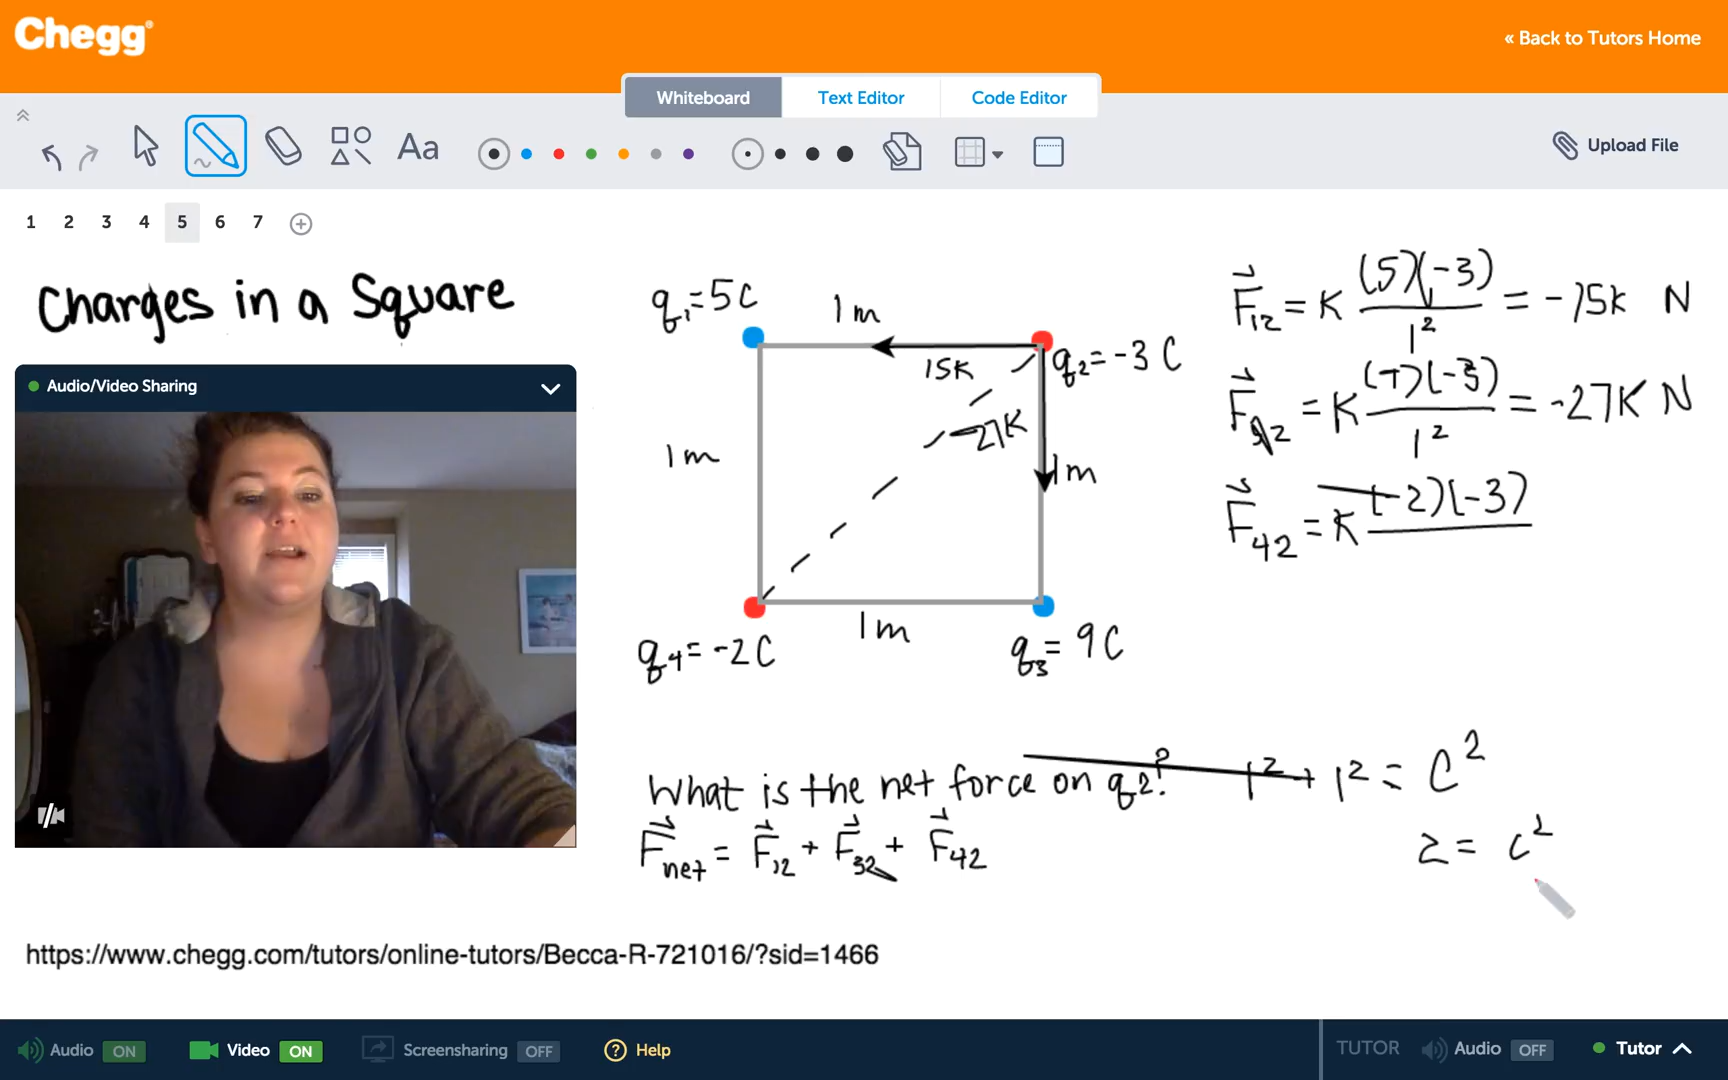 Chegg
« Back to Tutors Home
Whiteboard
Text Editor
Code Editor
Aa
Upload File
1 2 3 4 5 6 7
Charges in a Square
Audio/Video Sharing
q₁=5C
1m
q₂=-3 C
15K
27K
1m
1m
1m
q₄=-2C
q₃= 9C
F₁₂= K (5)(-3) / 1² = -15K N
= K (-3) / 1² = -27K N
F₄₂ = K (-2)(-3)
What is the net force on q2?
1² + 1² = C²
2 = C²
Fnet = F₁₂ + F₃₂ + F₄₂
https://www.chegg.com/tutors/online-tutors/Becca-R-721016/?sid=1466
Audio ON
Video ON
Screensharing OFF
? Help
TUTOR
Audio OFF
Tutor